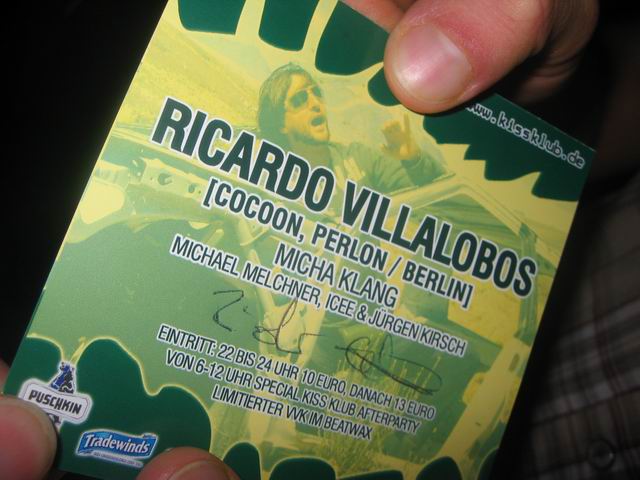 www.kissklub.de
RICARDO VILLALOBOS
[COCOON, PERLON / BERLIN]
MICHA KLANG
MICHAEL MELCHNER, ICEE & JÜRGEN KIRSCH
EINTRITT: 22 BIS 24 UHR 10 EURO, DANACH 13 EURO
VON 6-12 UHR SPECIAL KISS KLUB AFTERPARTY
LIMITIERTER VVK IM BEATWAX
PUSCHKIN
Tradewinds